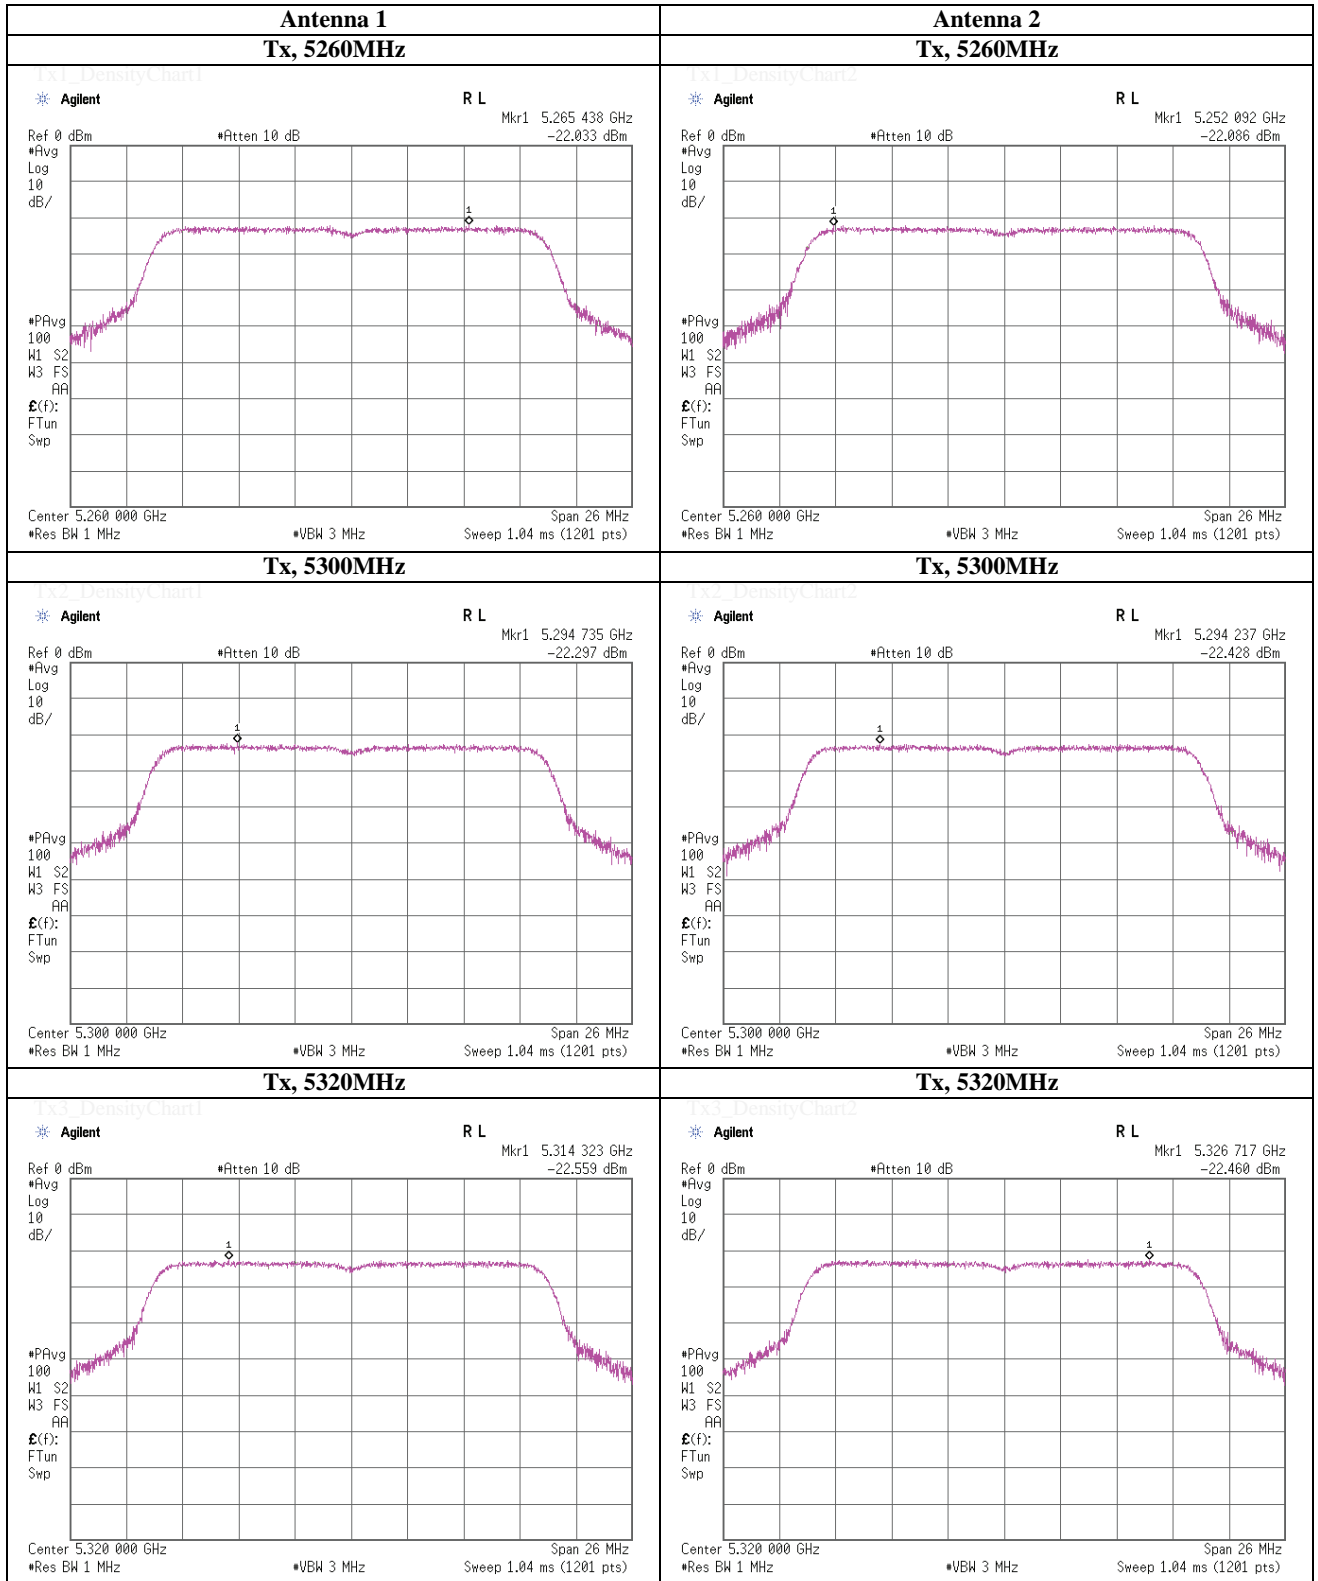 Antenna 1
Antenna 2
Tx, 5260MHz
Tx, 5260MHz
Tx1_DensityChart1
Agilent
R L
Mkr1 5.265 438 GHz
Ref 0 dBm #Atten 10 dB -22.033 dBm
#Avg
Log
10
dB/
1
#PAvg
100
W1 S2
W3 FS
AA
£(f):
FTun
Swp
Center 5.260 000 GHz Span 26 MHz
#Res BW 1 MHz #VBW 3 MHz Sweep 1.04 ms (1201 pts)
Tx1_DensityChart2
Agilent
R L
Mkr1 5.252 092 GHz
Ref 0 dBm #Atten 10 dB -22.086 dBm
#Avg
Log
10
dB/
1
#PAvg
100
W1 S2
W3 FS
AA
£(f):
FTun
Swp
Center 5.260 000 GHz Span 26 MHz
#Res BW 1 MHz #VBW 3 MHz Sweep 1.04 ms (1201 pts)
Tx, 5300MHz
Tx, 5300MHz
Tx2_DensityChart1
Agilent
R L
Mkr1 5.294 735 GHz
Ref 0 dBm #Atten 10 dB -22.297 dBm
#Avg
Log
10
dB/
1
#PAvg
100
W1 S2
W3 FS
AA
£(f):
FTun
Swp
Center 5.300 000 GHz Span 26 MHz
#Res BW 1 MHz #VBW 3 MHz Sweep 1.04 ms (1201 pts)
Tx2_DensityChart2
Agilent
R L
Mkr1 5.294 237 GHz
Ref 0 dBm #Atten 10 dB -22.428 dBm
#Avg
Log
10
dB/
1
#PAvg
100
W1 S2
W3 FS
AA
£(f):
FTun
Swp
Center 5.300 000 GHz Span 26 MHz
#Res BW 1 MHz #VBW 3 MHz Sweep 1.04 ms (1201 pts)
Tx, 5320MHz
Tx, 5320MHz
Tx3_DensityChart1
Agilent
R L
Mkr1 5.314 323 GHz
Ref 0 dBm #Atten 10 dB -22.559 dBm
#Avg
Log
10
dB/
1
#PAvg
100
W1 S2
W3 FS
AA
£(f):
FTun
Swp
Center 5.320 000 GHz Span 26 MHz
#Res BW 1 MHz #VBW 3 MHz Sweep 1.04 ms (1201 pts)
Tx3_DensityChart2
Agilent
R L
Mkr1 5.326 717 GHz
Ref 0 dBm #Atten 10 dB -22.460 dBm
#Avg
Log
10
dB/
1
#PAvg
100
W1 S2
W3 FS
AA
£(f):
FTun
Swp
Center 5.320 000 GHz Span 26 MHz
#Res BW 1 MHz #VBW 3 MHz Sweep 1.04 ms (1201 pts)